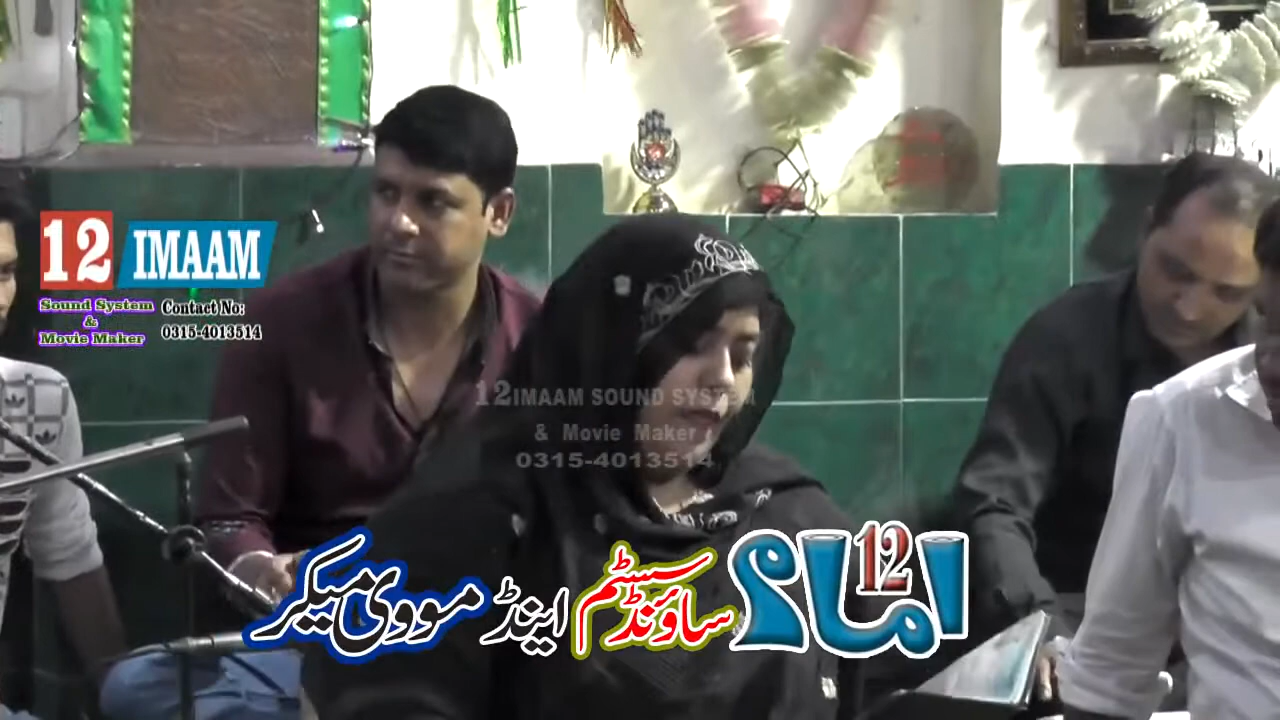 12 IMAAM
Sound System
&
Movie Maker
Contact No:
0315-4013514
12IMAAM SOUND SYSTEM
& Movie Maker
0315-4013514
12 امام ساؤنڈ سسٹم اینڈ مووی میکر